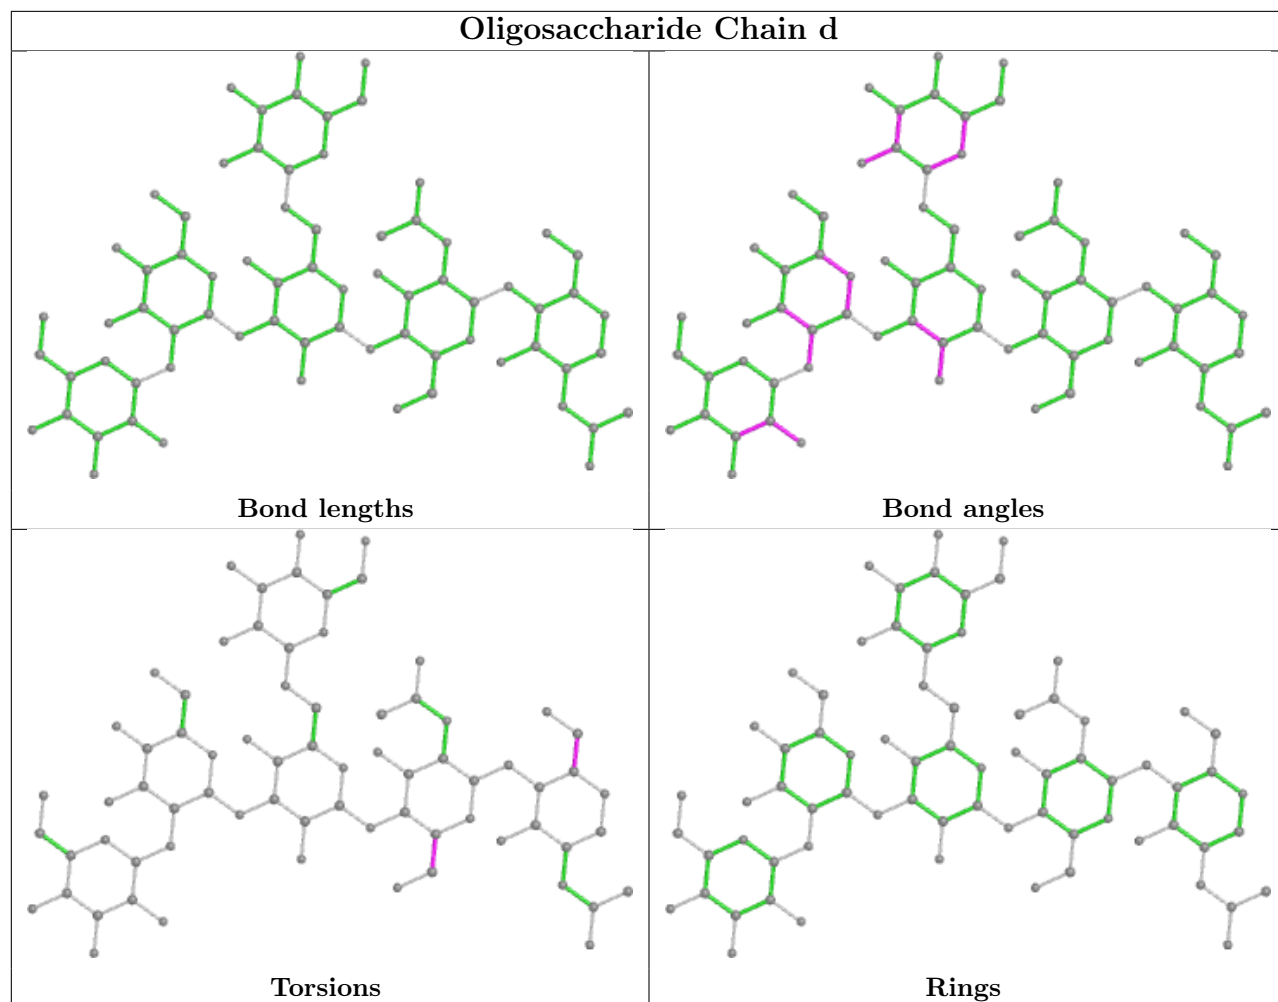 Oligosaccharide Chain d
Bond lengths
Bond angles
Torsions
Rings